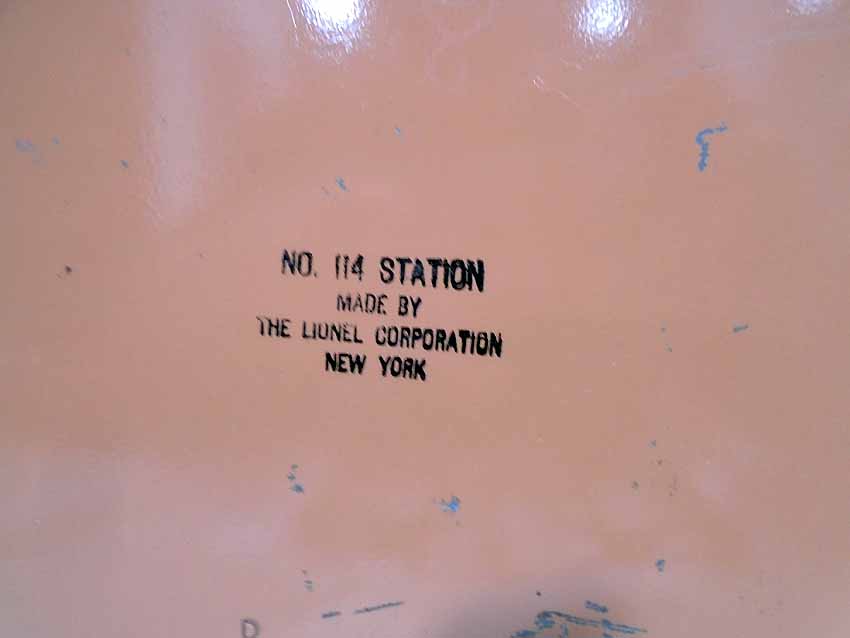 NO. 114 STATION
MADE BY
THE LIONEL CORPORATION
NEW YORK
D